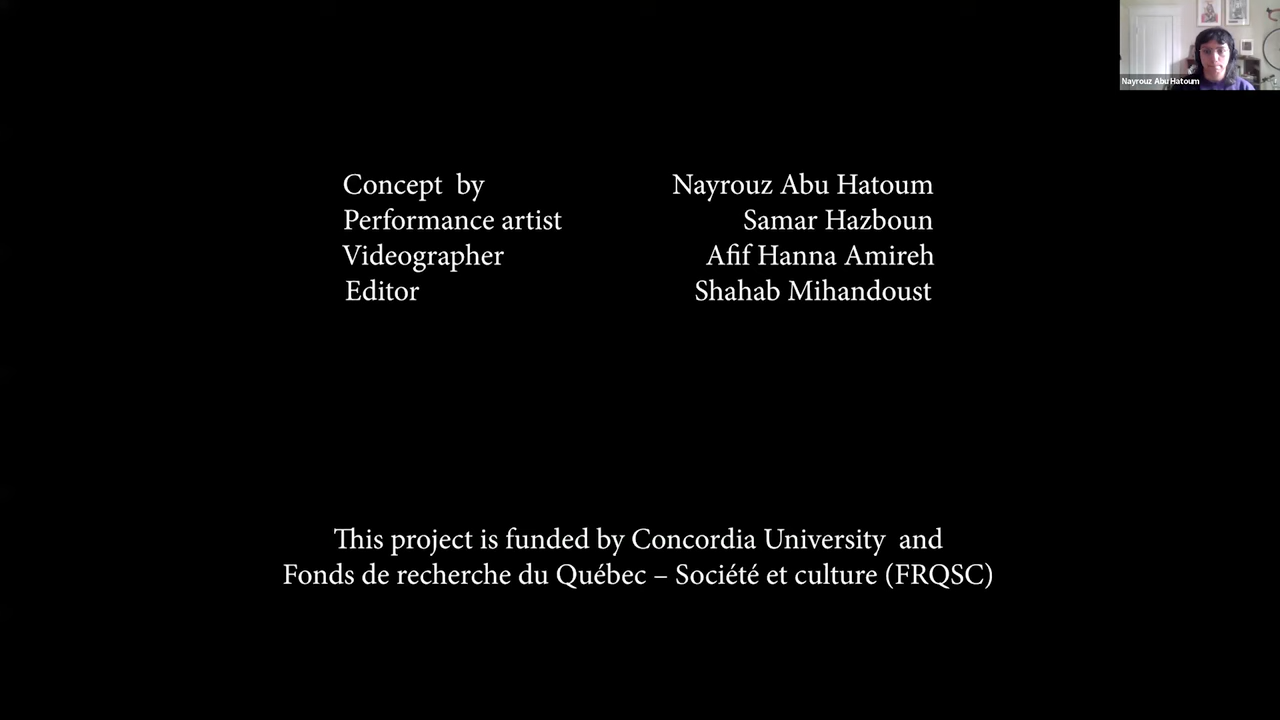 Nayrouz Abu Hatoum
Concept by Nayrouz Abu Hatoum
Performance artist Samar Hazboun
Videographer Afif Hanna Amireh
Editor Shahab Mihandoust
This project is funded by Concordia University and
Fonds de recherche du Québec – Société et culture (FRQSC)